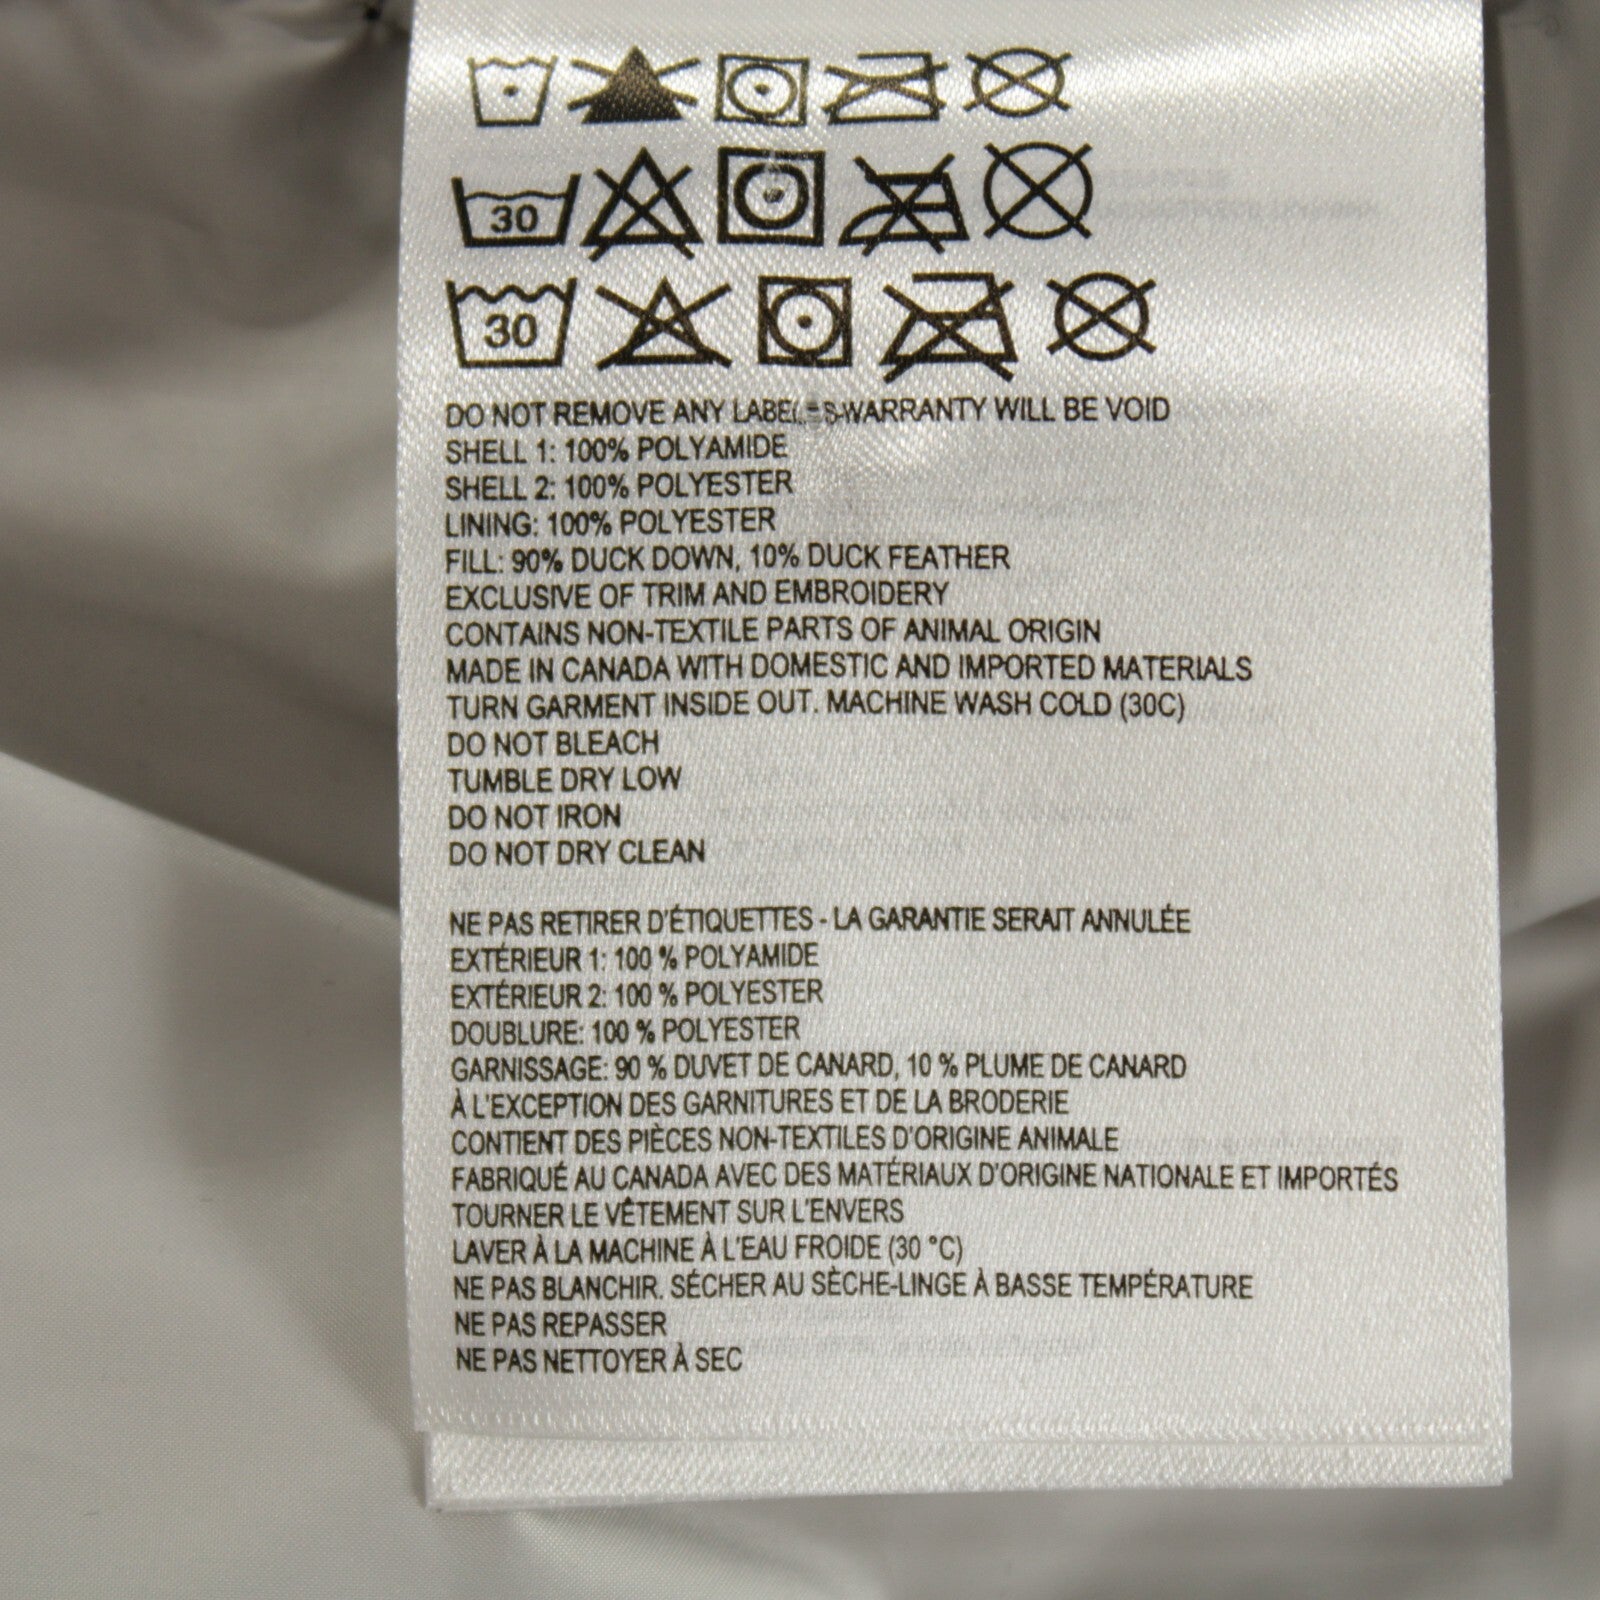 30
30
DO NOT REMOVE ANY LABELS-WARRANTY WILL BE VOID
SHELL 1: 100% POLYAMIDE
SHELL 2: 100% POLYESTER
LINING: 100% POLYESTER
FILL: 90% DUCK DOWN, 10% DUCK FEATHER
EXCLUSIVE OF TRIM AND EMBROIDERY
CONTAINS NON-TEXTILE PARTS OF ANIMAL ORIGIN
MADE IN CANADA WITH DOMESTIC AND IMPORTED MATERIALS
TURN GARMENT INSIDE OUT. MACHINE WASH COLD (30C)
DO NOT BLEACH
TUMBLE DRY LOW
DO NOT IRON
DO NOT DRY CLEAN
NE PAS RETIRER D'ÉTIQUETTES - LA GARANTIE SERAIT ANNULÉE
EXTÉRIEUR 1: 100 % POLYAMIDE
EXTÉRIEUR 2: 100 % POLYESTER
DOUBLURE: 100 % POLYESTER
GARNISSAGE: 90 % DUVET DE CANARD, 10 % PLUME DE CANARD
À L'EXCEPTION DES GARNITURES ET DE LA BRODERIE
CONTIENT DES PIÈCES NON-TEXTILES D'ORIGINE ANIMALE
FABRIQUÉ AU CANADA AVEC DES MATÉRIAUX D'ORIGINE NATIONALE ET IMPORTÉS
TOURNER LE VÊTEMENT SUR L'ENVERS
LAVER À LA MACHINE À L'EAU FROIDE (30 °C)
NE PAS BLANCHIR. SÉCHER AU SÈCHE-LINGE À BASSE TEMPÉRATURE
NE PAS REPASSER
NE PAS NETTOYER À SEC